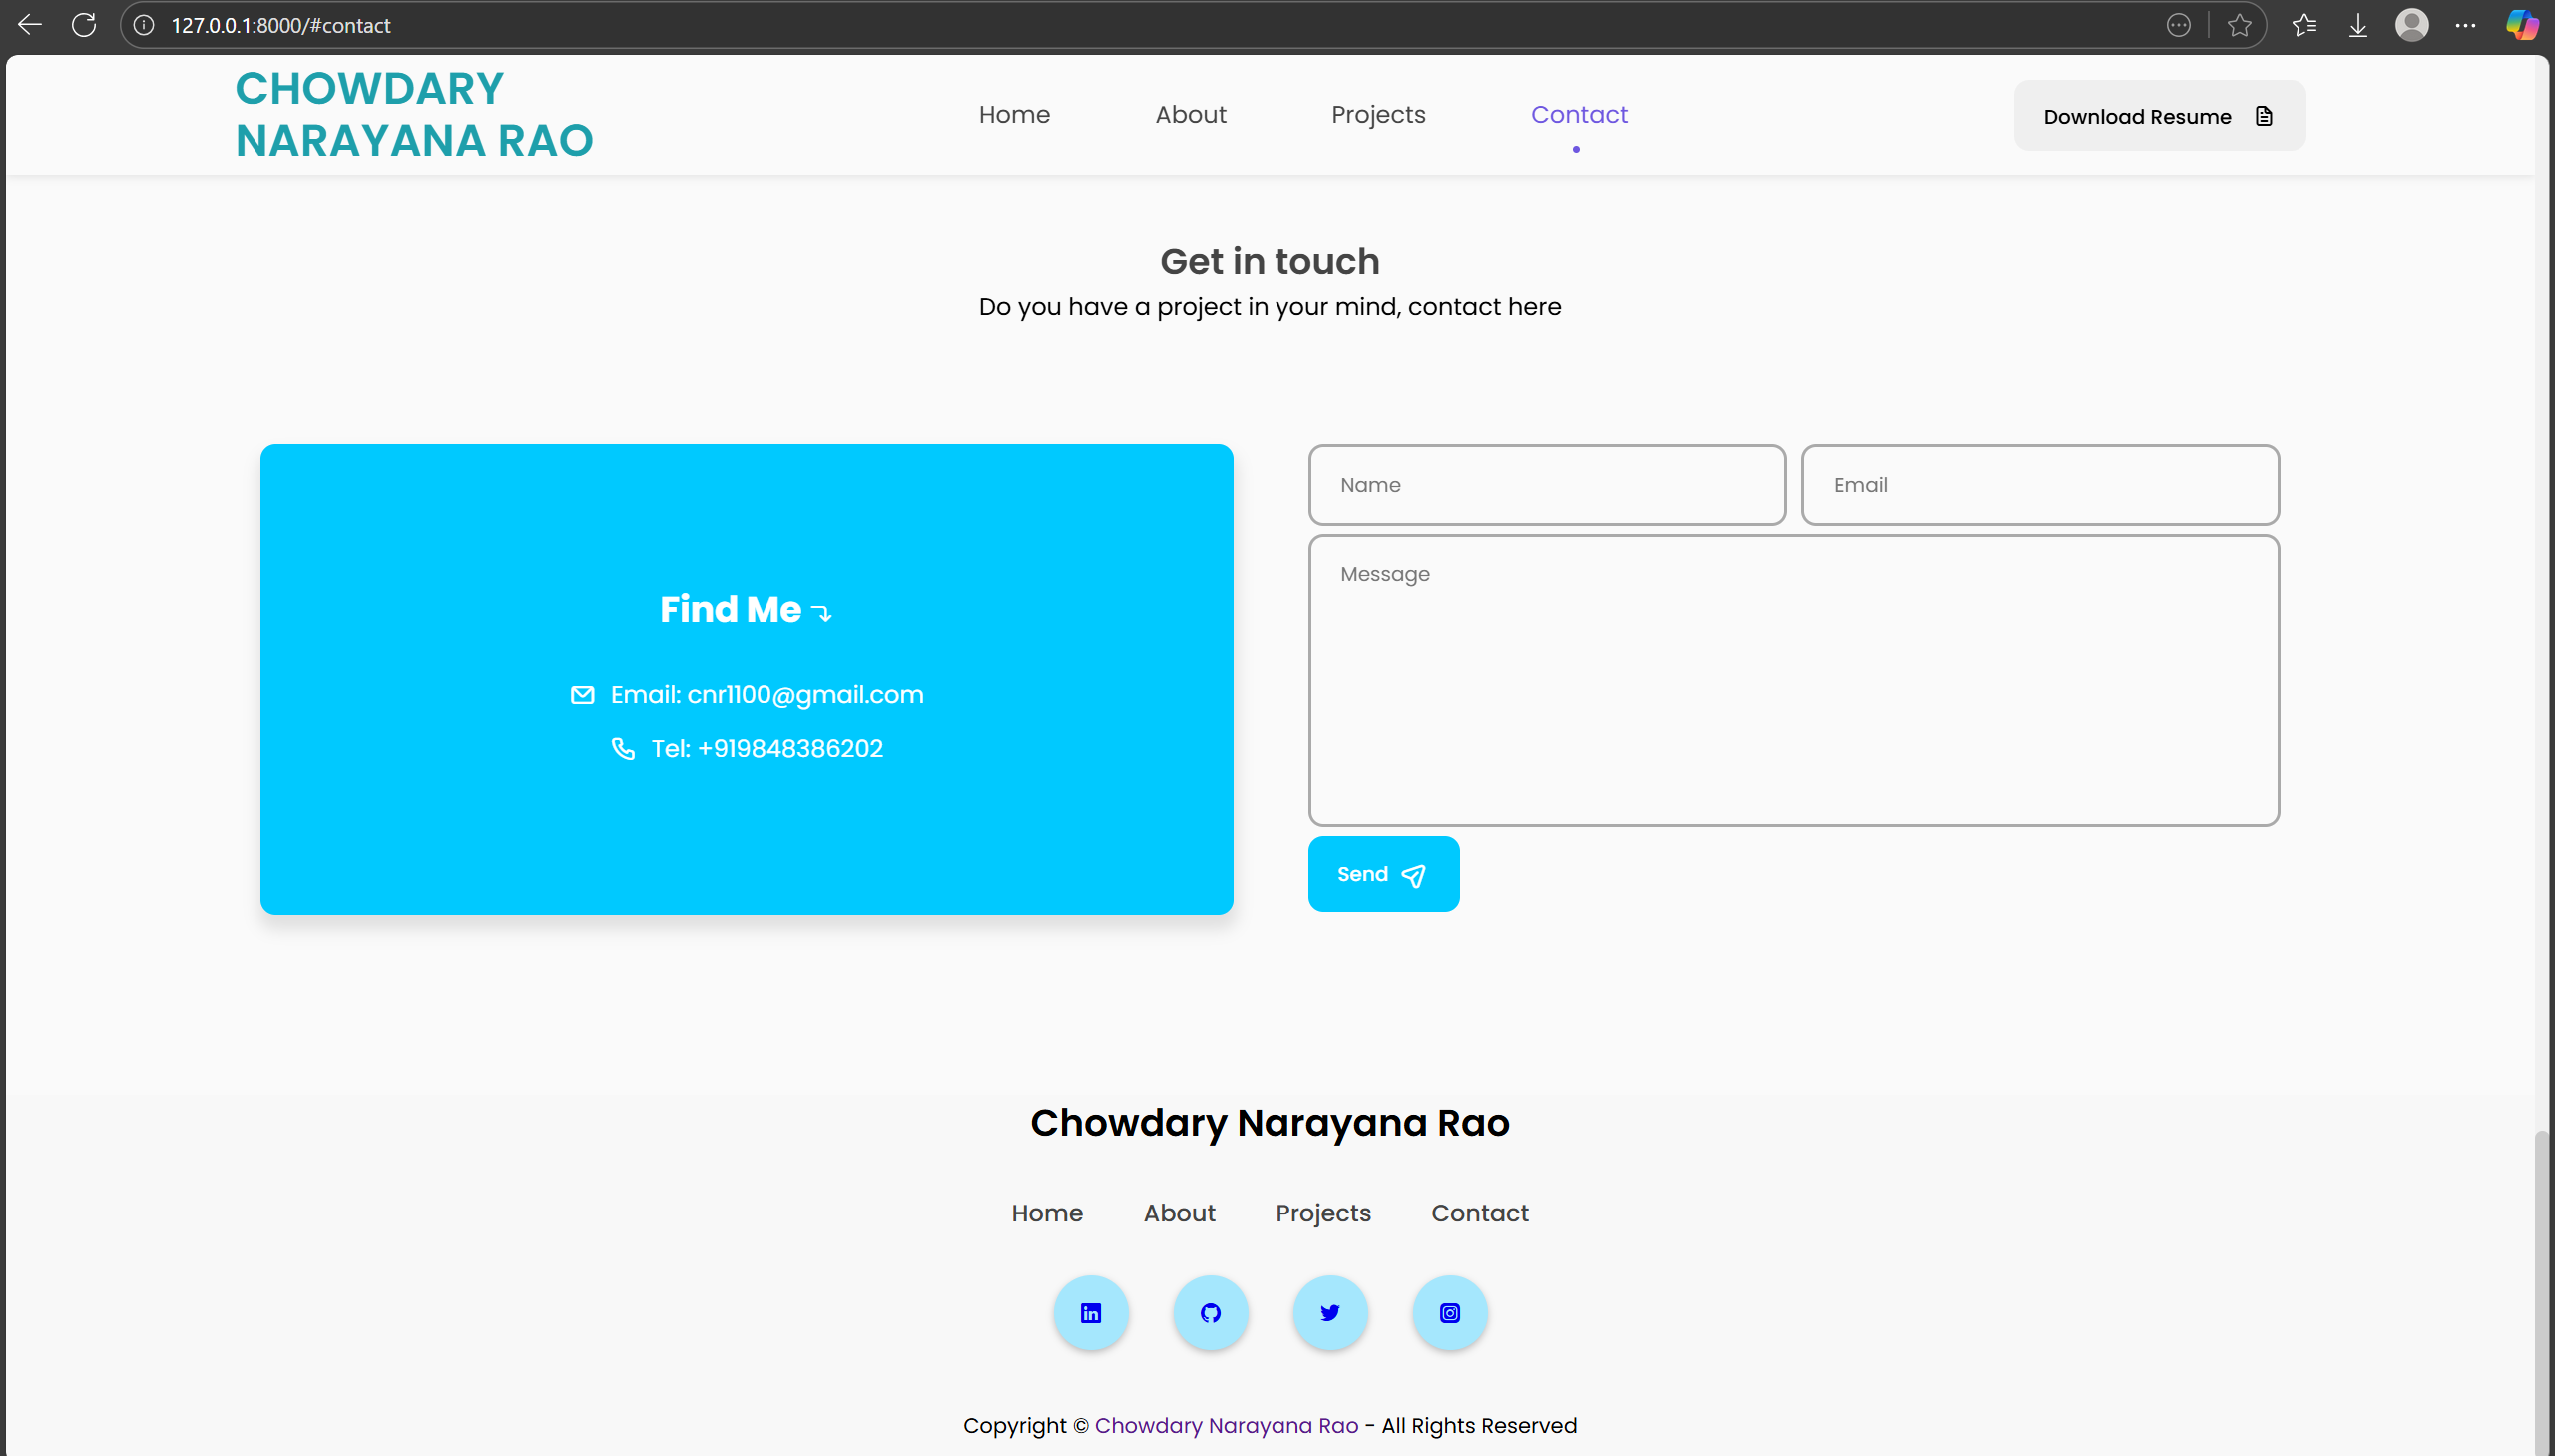 127.0.0.1:8000/#contact
CHOWDARY
NARAYANA RAO
Home About Projects Contact
Download Resume
Get in touch
Do you have a project in your mind, contact here
Find Me
Email: cnr1100@gmail.com
Tel: +919848386202
Name
Email
Message
Send
Chowdary Narayana Rao
Home About Projects Contact
Copyright © Chowdary Narayana Rao - All Rights Reserved